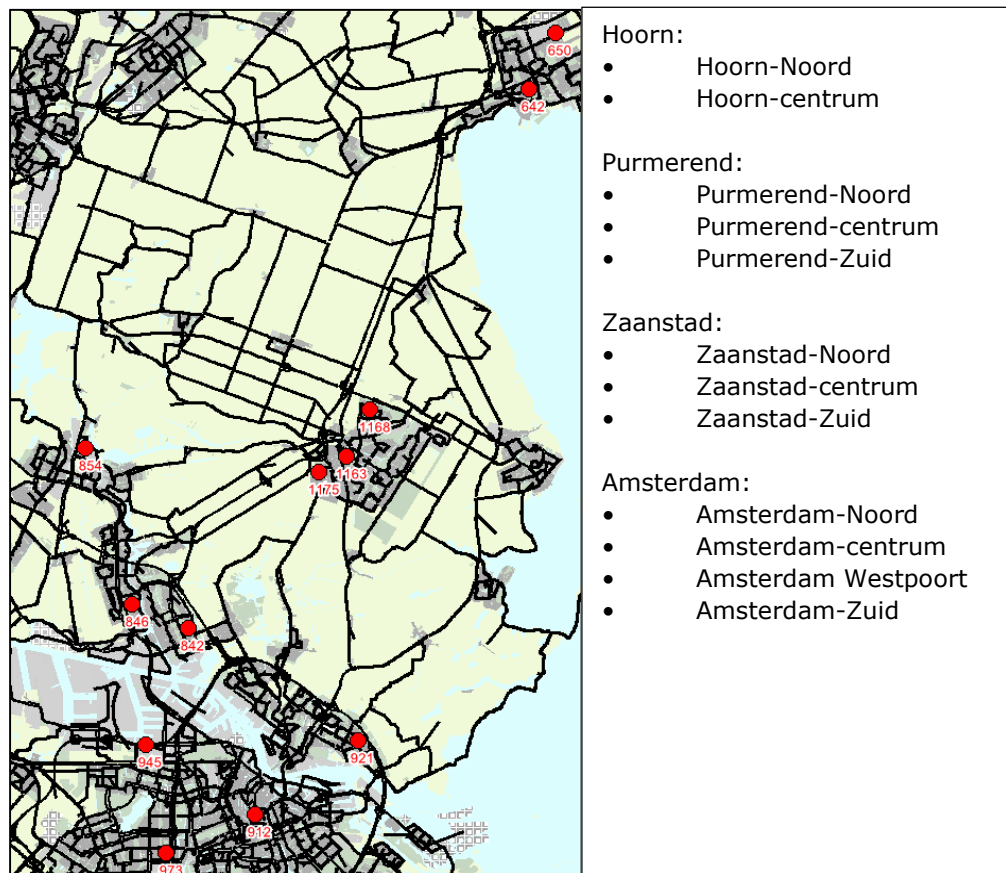 650
642
1168
1163
1175
854
846
842
921
945
912
973
Hoorn:
• Hoorn-Noord
• Hoorn-centrum
Purmerend:
• Purmerend-Noord
• Purmerend-centrum
• Purmerend-Zuid
Zaanstad:
• Zaanstad-Noord
• Zaanstad-centrum
• Zaanstad-Zuid
Amsterdam:
• Amsterdam-Noord
• Amsterdam-centrum
• Amsterdam Westpoort
• Amsterdam-Zuid